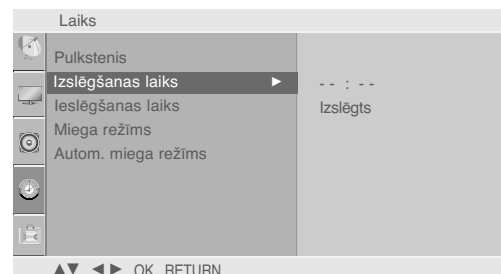 Laiks
Pulkstenis
Izslēgšanas laiks ►
- - : - -
Ieslēgšanas laiks
Izslēgts
Miega režīms
Autom. miega režīms
▲▼ ◄► OK RETURN